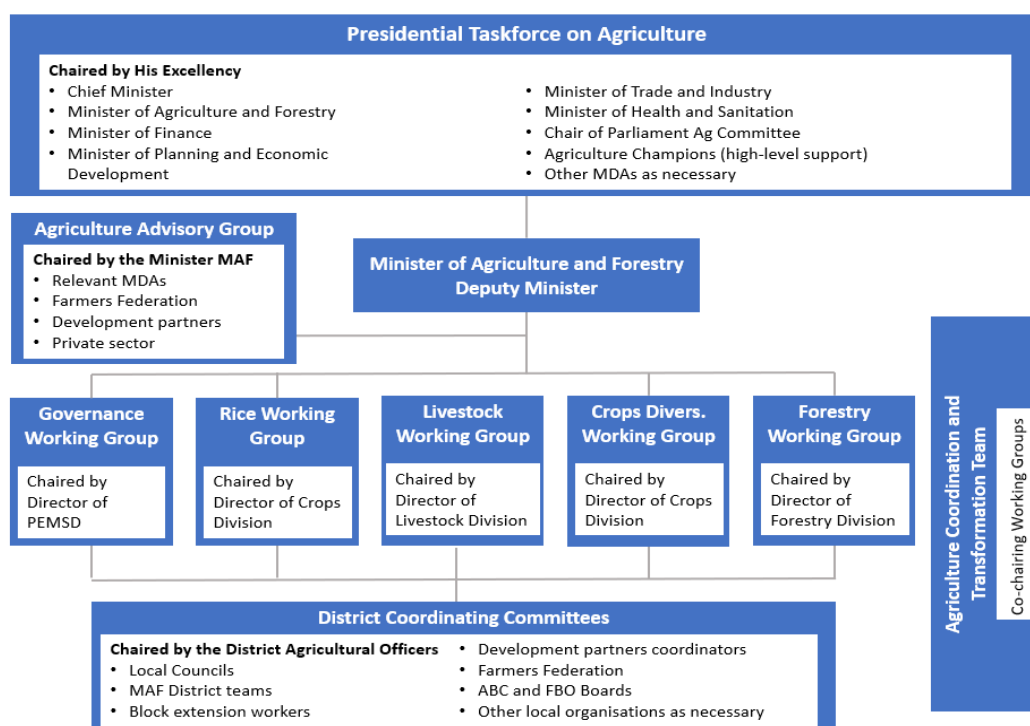 Presidential Taskforce on Agriculture
Chaired by His Excellency
• Chief Minister
• Minister of Agriculture and Forestry
• Minister of Finance
• Minister of Planning and Economic
Development
• Minister of Trade and Industry
• Minister of Health and Sanitation
• Chair of Parliament Ag Committee
• Agriculture Champions (high-level support)
• Other MDAs as necessary
Agriculture Advisory Group
Chaired by the Minister MAF
• Relevant MDAs
• Farmers Federation
• Development partners
• Private sector
Minister of Agriculture and Forestry
Deputy Minister
Governance
Working Group
Chaired by
Director of
PEMSD
Rice Working
Group
Chaired by
Director of Crops
Division
Livestock
Working Group
Chaired by
Director of
Livestock Division
Crops Divers.
Working Group
Chaired by
Director of Crops
Division
Forestry
Working Group
Chaired by
Director of
Forestry Division
Agriculture Coordination and
Transformation Team
Co-chairing Working Groups
District Coordinating Committees
Chaired by the District Agricultural Officers
• Local Councils
• MAF District teams
• Block extension workers
• Development partners coordinators
• Farmers Federation
• ABC and FBO Boards
• Other local organisations as necessary